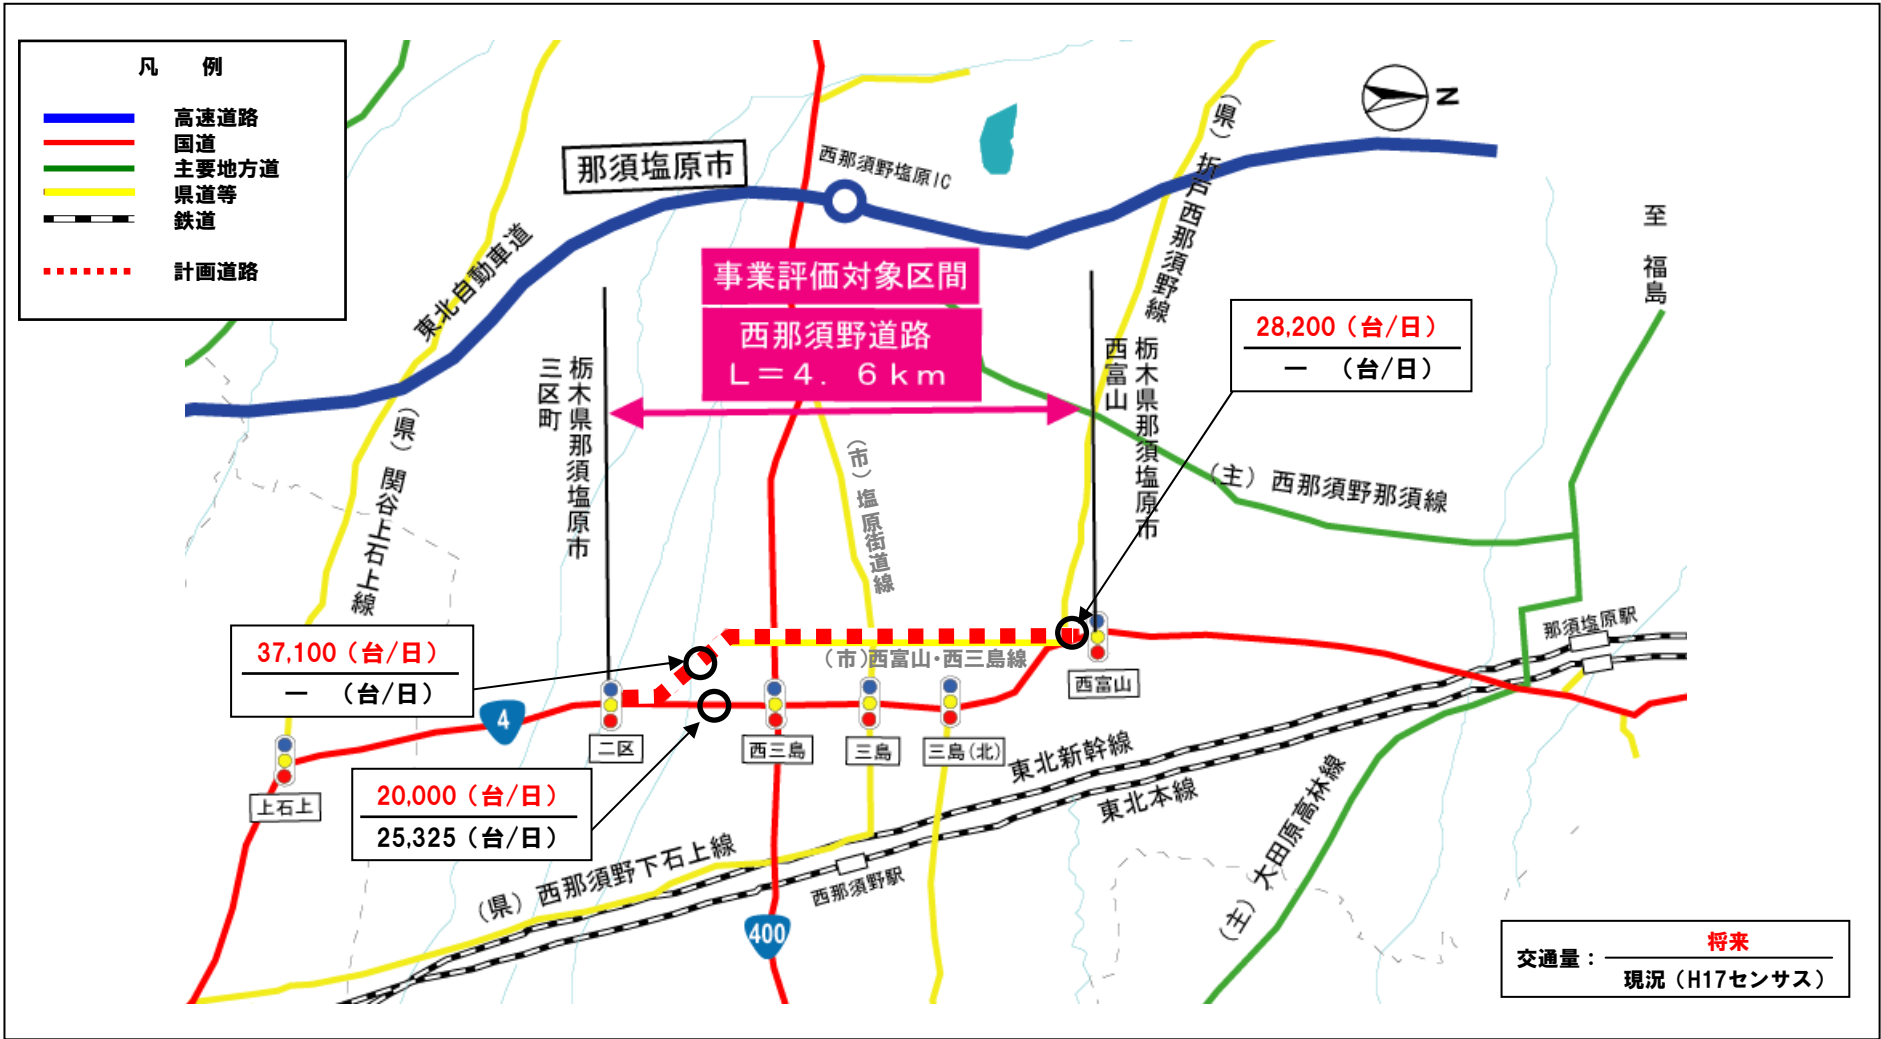 凡　例
高速道路
国道
主要地方道
県道等
鉄道
計画道路
那須塩原市
西那須野塩原IC
N
(県) 折戸西那須野線
至 福島
東北自動車道
事業評価対象区間
西那須野道路
L=4.6km
栃木県那須塩原市
三区町
栃木県那須塩原市
西富山
28,200 (台/日)
― (台/日)
(県) 関谷上石上線
(市) 塩原街道線
(主) 西那須野那須線
37,100 (台/日)
― (台/日)
(市)西富山・西三島線
那須塩原駅
西富山
4
二区
西三島
三島
三島(北)
上石上
20,000 (台/日)
25,325 (台/日)
東北新幹線
東北本線
(県) 西那須野下石上線
西那須野駅
(主) 大田原高林線
400
交通量：
将来
現況 (H17センサス)